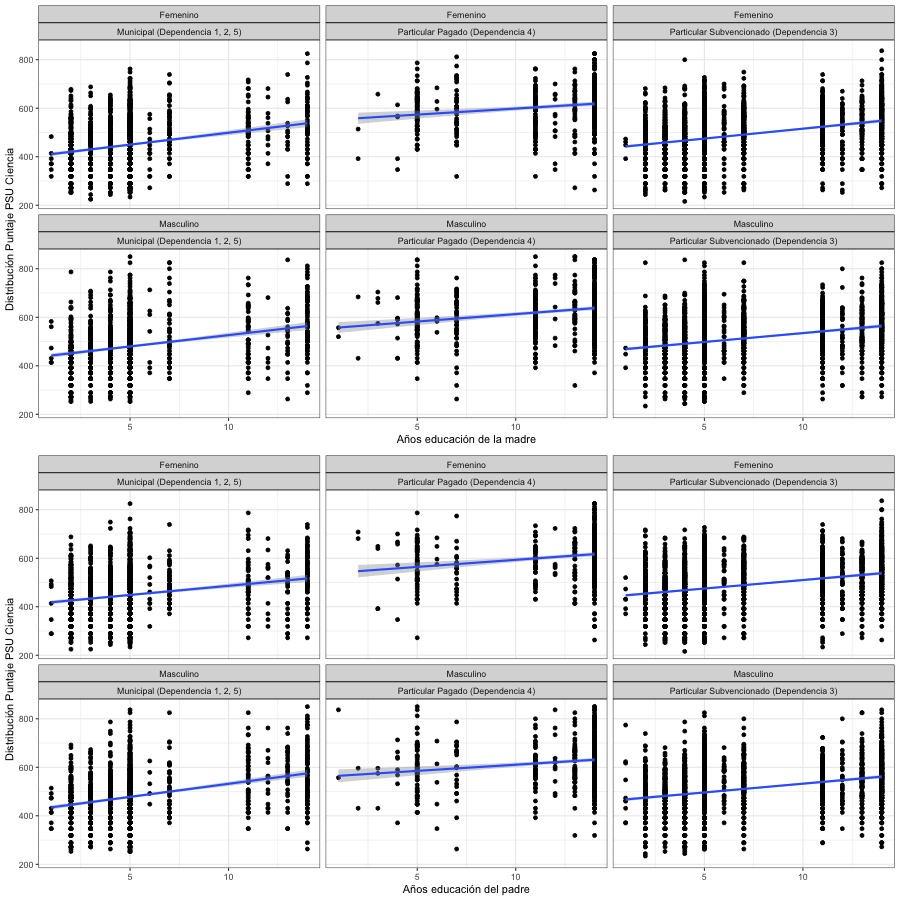 Femenino Femenino Femenino
Municipal (Dependencia 1, 2, 5) Particular Pagado (Dependencia 4) Particular Subvencionado (Dependencia 3)
800
600
400
200
Masculino Masculino Masculino
Municipal (Dependencia 1, 2, 5) Particular Pagado (Dependencia 4) Particular Subvencionado (Dependencia 3)
800
600
400
200
Distribución Puntaje PSU Ciencia
5 10 5 10 5 10
Años educación de la madre
Femenino Femenino Femenino
Municipal (Dependencia 1, 2, 5) Particular Pagado (Dependencia 4) Particular Subvencionado (Dependencia 3)
800
600
400
200
Masculino Masculino Masculino
Municipal (Dependencia 1, 2, 5) Particular Pagado (Dependencia 4) Particular Subvencionado (Dependencia 3)
800
600
400
200
Distribución Puntaje PSU Ciencia
5 10 5 10 5 10
Años educación del padre